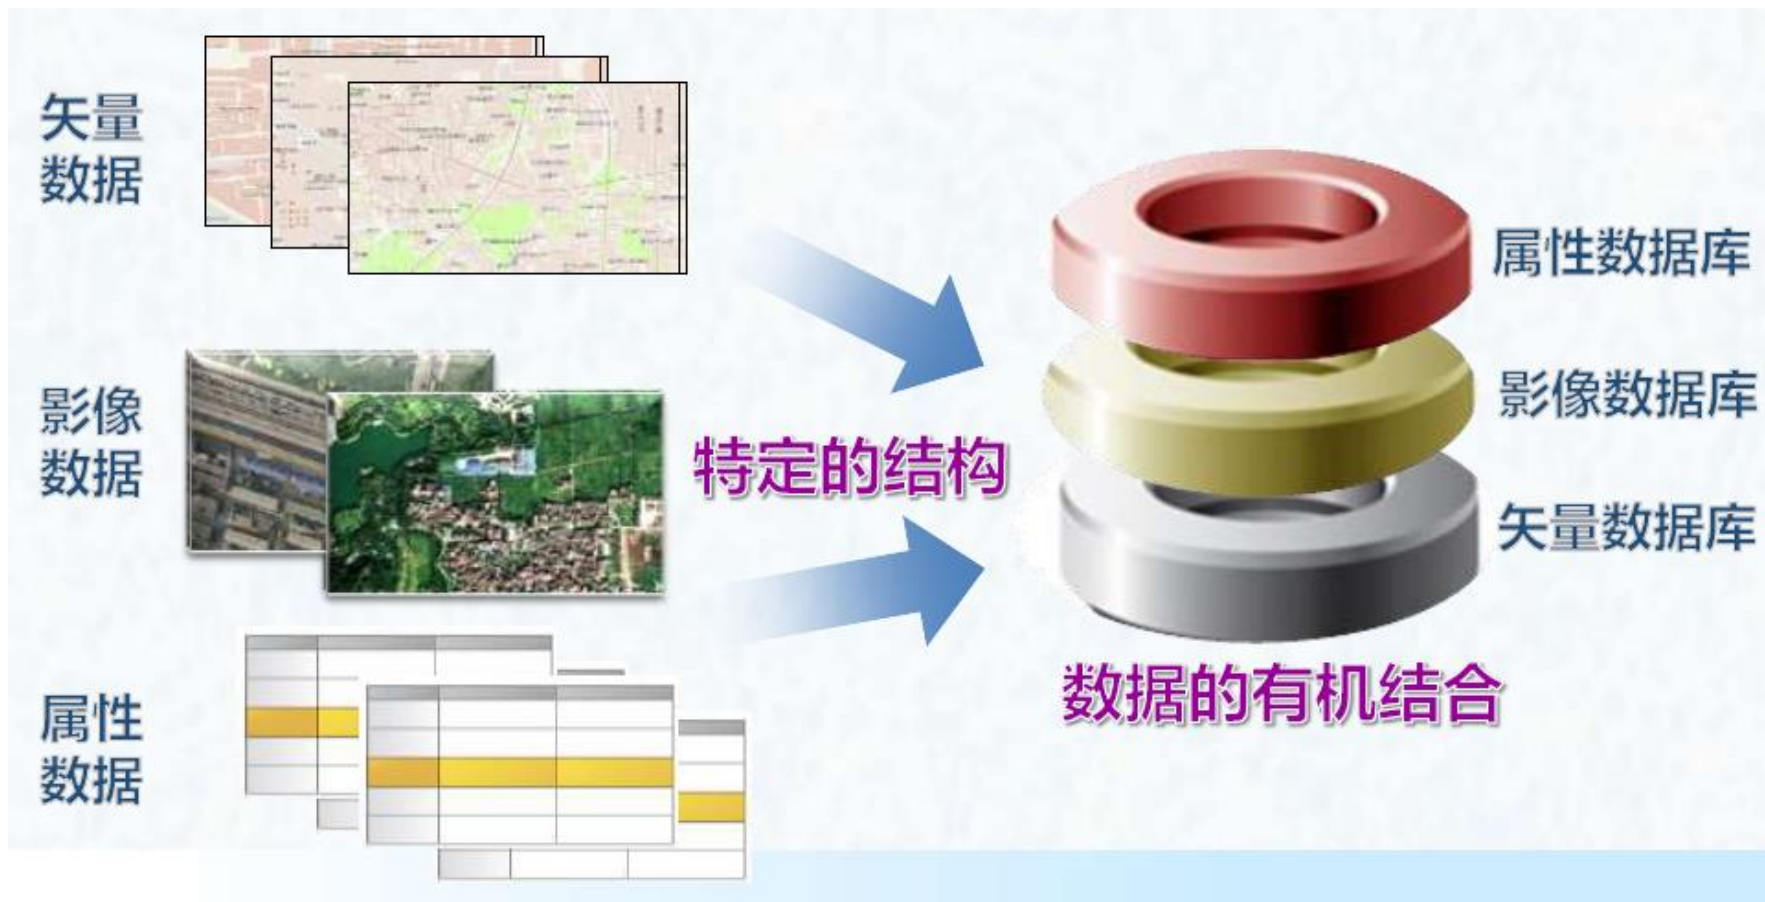 矢量
数据
影像
数据
属性
数据
特定的结构
属性数据库
影像数据库
矢量数据库
数据的有机结合